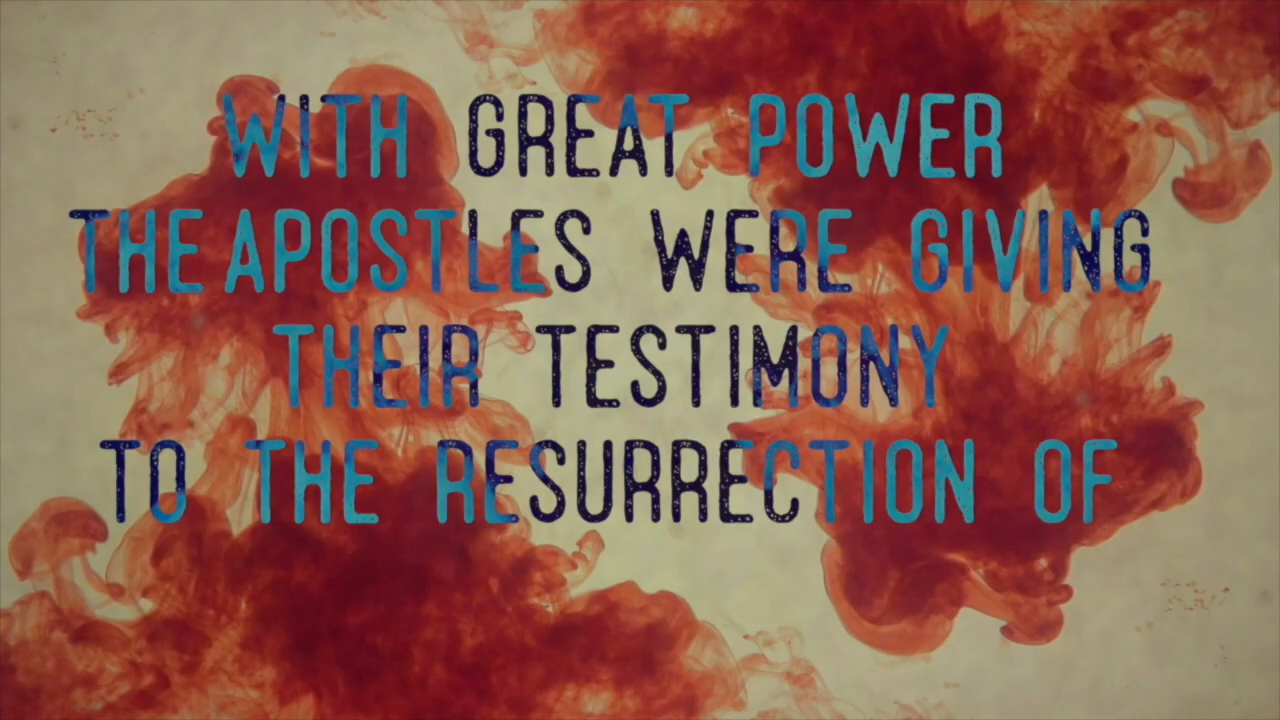 WITH GREAT POWER
THE APOSTLES WERE GIVING
THEIR TESTIMONY
TO THE RESURRECTION OF